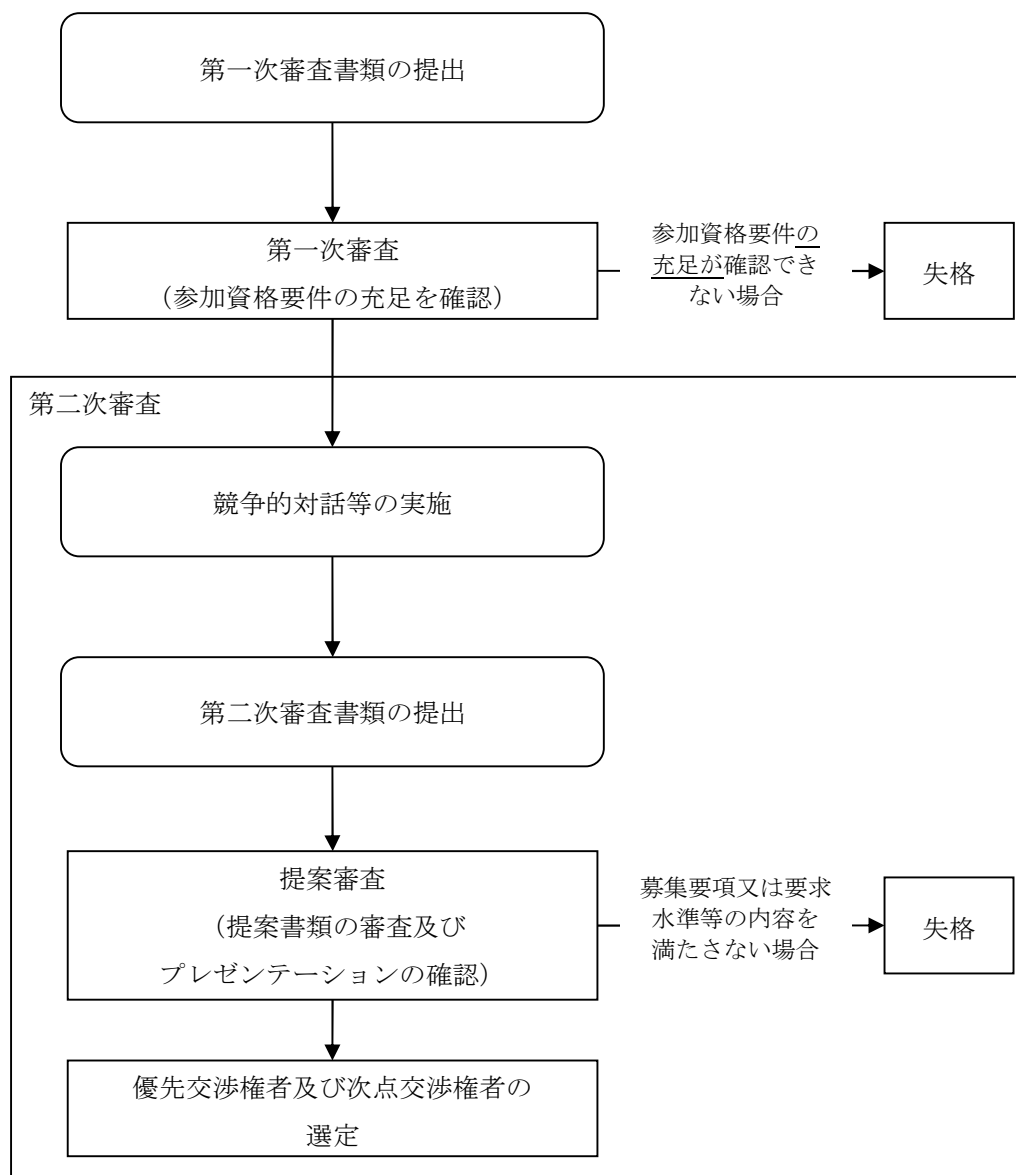 第一次審査書類の提出
第一次審査
（参加資格要件の充足を確認）
参加資格要件の
充足が確認でき
ない場合
失格
第二次審査
競争的対話等の実施
第二次審査書類の提出
提案審査
（提案書類の審査及び
プレゼンテーションの確認）
募集要項又は要求
水準等の内容を
満たさない場合
失格
優先交渉権者及び次点交渉権者の
選定